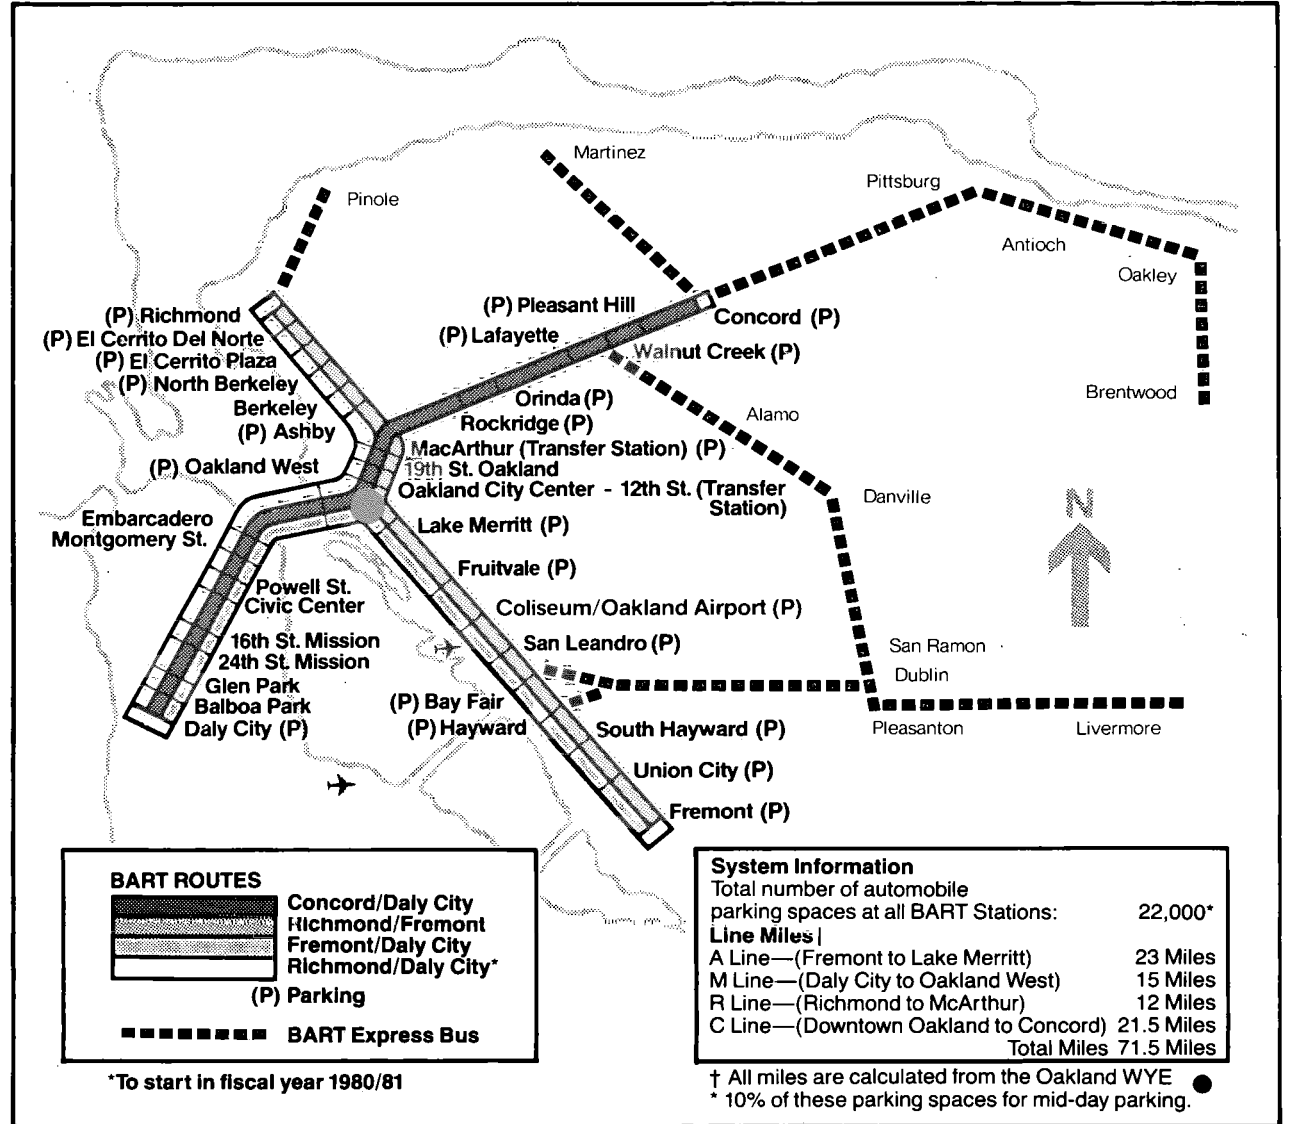 Martinez
Pittsburg
Pinole
Antioch
Oakley
(P) Pleasant Hill
(P) Richmond
Concord (P)
(P) El Cerrito Del Norte
(P) Lafayette
Walnut Creek (P)
(P) El Cerrito Plaza
(P) North Berkeley
Brentwood
Orinda (P)
Berkeley
Alamo
Rockridge (P)
(P) Ashby
MacArthur (Transfer Station) (P)
(P) Oakland West
19th St. Oakland
Oakland City Center - 12th St. (Transfer
Station)
Danville
N
Embarcadero
Montgomery St.
Lake Merritt (P)
Fruitvale (P)
Powell St.
Civic Center
Coliseum/Oakland Airport (P)
16th St. Mission
San Leandro (P)
San Ramon
24th St. Mission
Dublin
Glen Park
(P) Bay Fair
Balboa Park
Daly City (P)
(P) Hayward
South Hayward (P)
Pleasanton
Livermore
Union City (P)
Fremont (P)
BART ROUTES
Concord/Daly City
Richmond/Fremont
Fremont/Daly City
Richmond/Daly City*
(P) Parking
BART Express Bus
*To start in fiscal year 1980/81
System Information
Total number of automobile
parking spaces at all BART Stations: 22,000*
Line Miles
A Line—(Fremont to Lake Merritt) 23 Miles
M Line—(Daly City to Oakland West) 15 Miles
R Line—(Richmond to McArthur) 12 Miles
C Line—(Downtown Oakland to Concord) 21.5 Miles
Total Miles 71.5 Miles
† All miles are calculated from the Oakland WYE
* 10% of these parking spaces for mid-day parking.